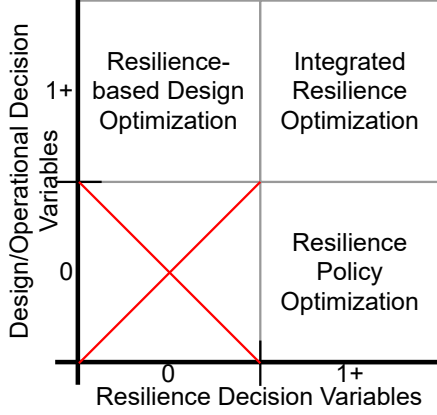 Design/Operational Decision
Variables
1+
0
Resilience-
based Design
Optimization
Integrated
Resilience
Optimization
Resilience
Policy
Optimization
0
1+
Resilience Decision Variables